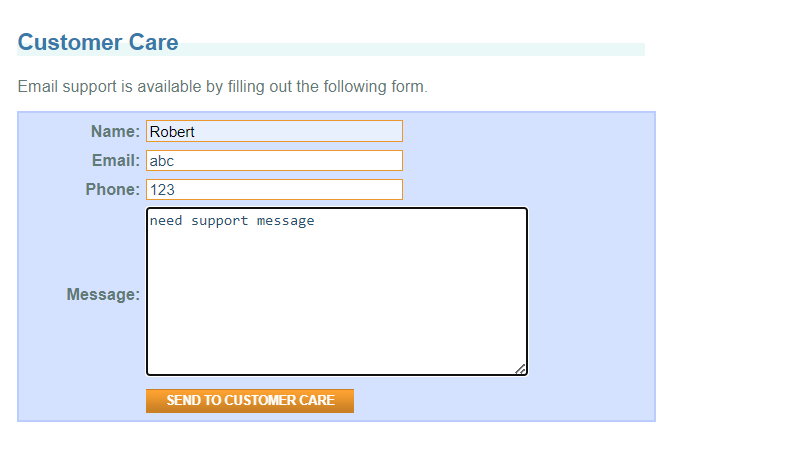 Customer Care
Email support is available by filling out the following form.
Name: Robert
Email: abc
Phone: 123
need support message
Message:
SEND TO CUSTOMER CARE